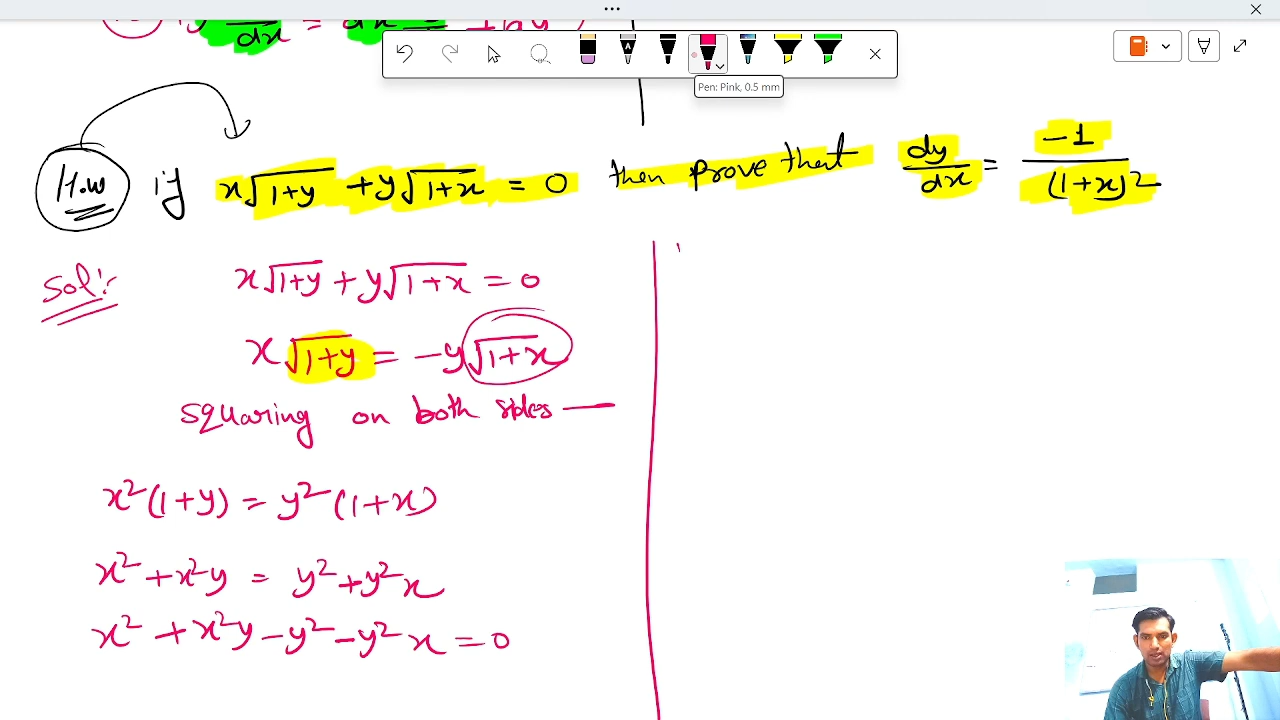 dx = dx
Pen: Pink, 0.5 mm
H.w if x√1+y + y√1+x = 0 then prove that dy/dx = -1/(1+x)2
Sol:
x√1+y + y√1+x = 0
x√1+y = -y√1+x
squaring on both sides —
x²(1+y) = y²(1+x)
x² + x²y = y² + y²x
x² + x²y - y² - y²x = 0